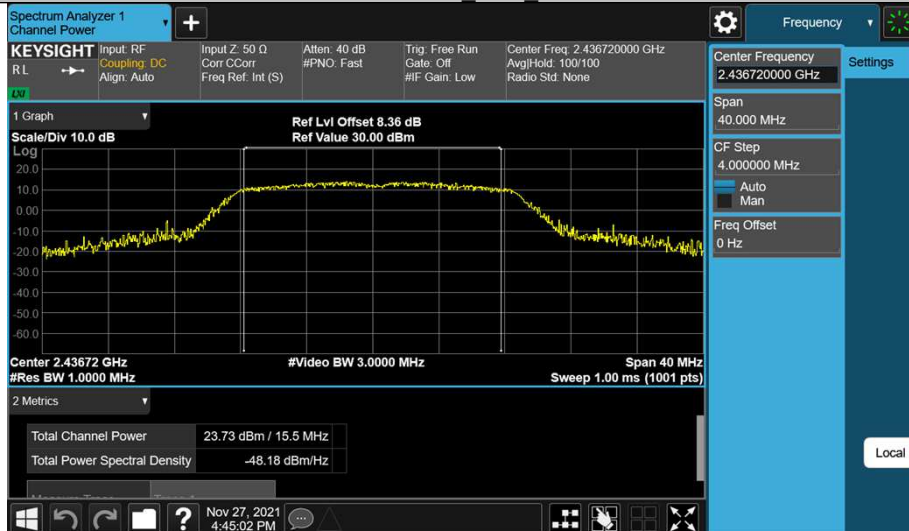 Spectrum Analyzer 1
Channel Power
Frequency
KEYSIGHT
RL
LXI
Input: RF
Coupling: DC
Align: Auto
Input Z: 50 Ω
Corr CCorr
Freq Ref: Int (S)
Atten: 40 dB
#PNO: Fast
Trig: Free Run
Gate: Off
#IF Gain: Low
Center Freq: 2.436720000 GHz
Avg|Hold: 100/100
Radio Std: None
Center Frequency
2.436720000 GHz
Settings
Span
40.000 MHz
CF Step
4.000000 MHz
Auto
Man
Freq Offset
0 Hz
Local
1 Graph
Scale/Div 10.0 dB
Ref Lvl Offset 8.36 dB
Ref Value 30.00 dBm
Log
20.0
10.0
0.00
-10.0
-20.0
-30.0
-40.0
-50.0
-60.0
Center 2.43672 GHz
#Video BW 3.0000 MHz
Span 40 MHz
#Res BW 1.0000 MHz
Sweep 1.00 ms (1001 pts)
2 Metrics
Total Channel Power 23.73 dBm / 15.5 MHz
Total Power Spectral Density -48.18 dBm/Hz
?
Nov 27, 2021
4:45:02 PM